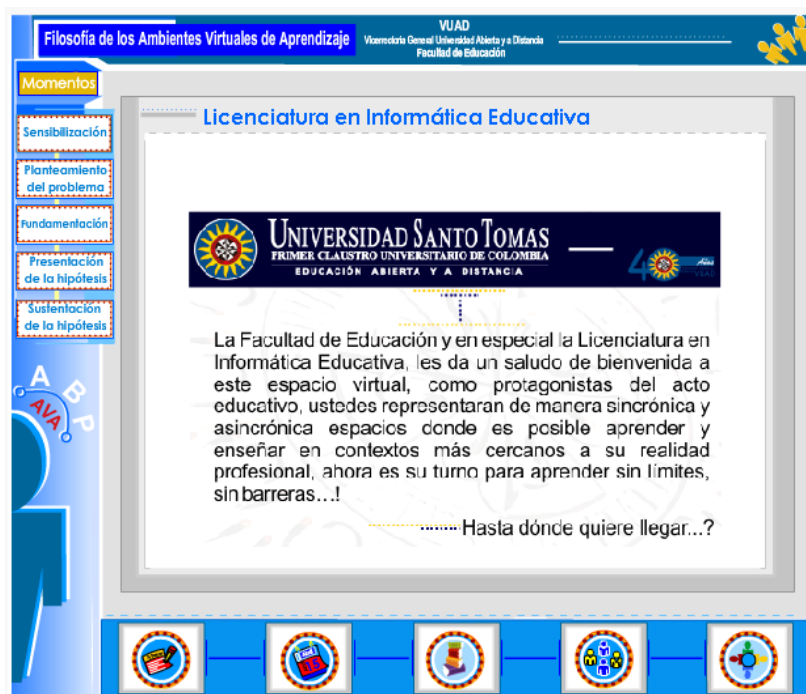 Filosofía de los Ambientes Virtuales de Aprendizaje
VUAD
Vicerrectoria General Universidad Abierta y a Distancia
Facultad de Educación
Momentos
Sensibilización
Planteamiento
del problema
Fundamentación
Presentación
de la hipótesis
Sustentación
de la hipótesis
A B P
AVA
Licenciatura en Informática Educativa
UNIVERSIDAD SANTO TOMAS
PRIMER CLAUSTRO UNIVERSITARIO DE COLOMBIA
EDUCACIÓN ABIERTA Y A DISTANCIA
40 Años
VUAD
La Facultad de Educación y en especial la Licenciatura en
Informática Educativa, les da un saludo de bienvenida a
este espacio virtual, como protagonistas del acto
educativo, ustedes representaran de manera sincrónica y
asincrónica espacios donde es posible aprender y
enseñar en contextos más cercanos a su realidad
profesional, ahora es su turno para aprender sin límites,
sin barreras...!
Hasta dónde quiere llegar...?